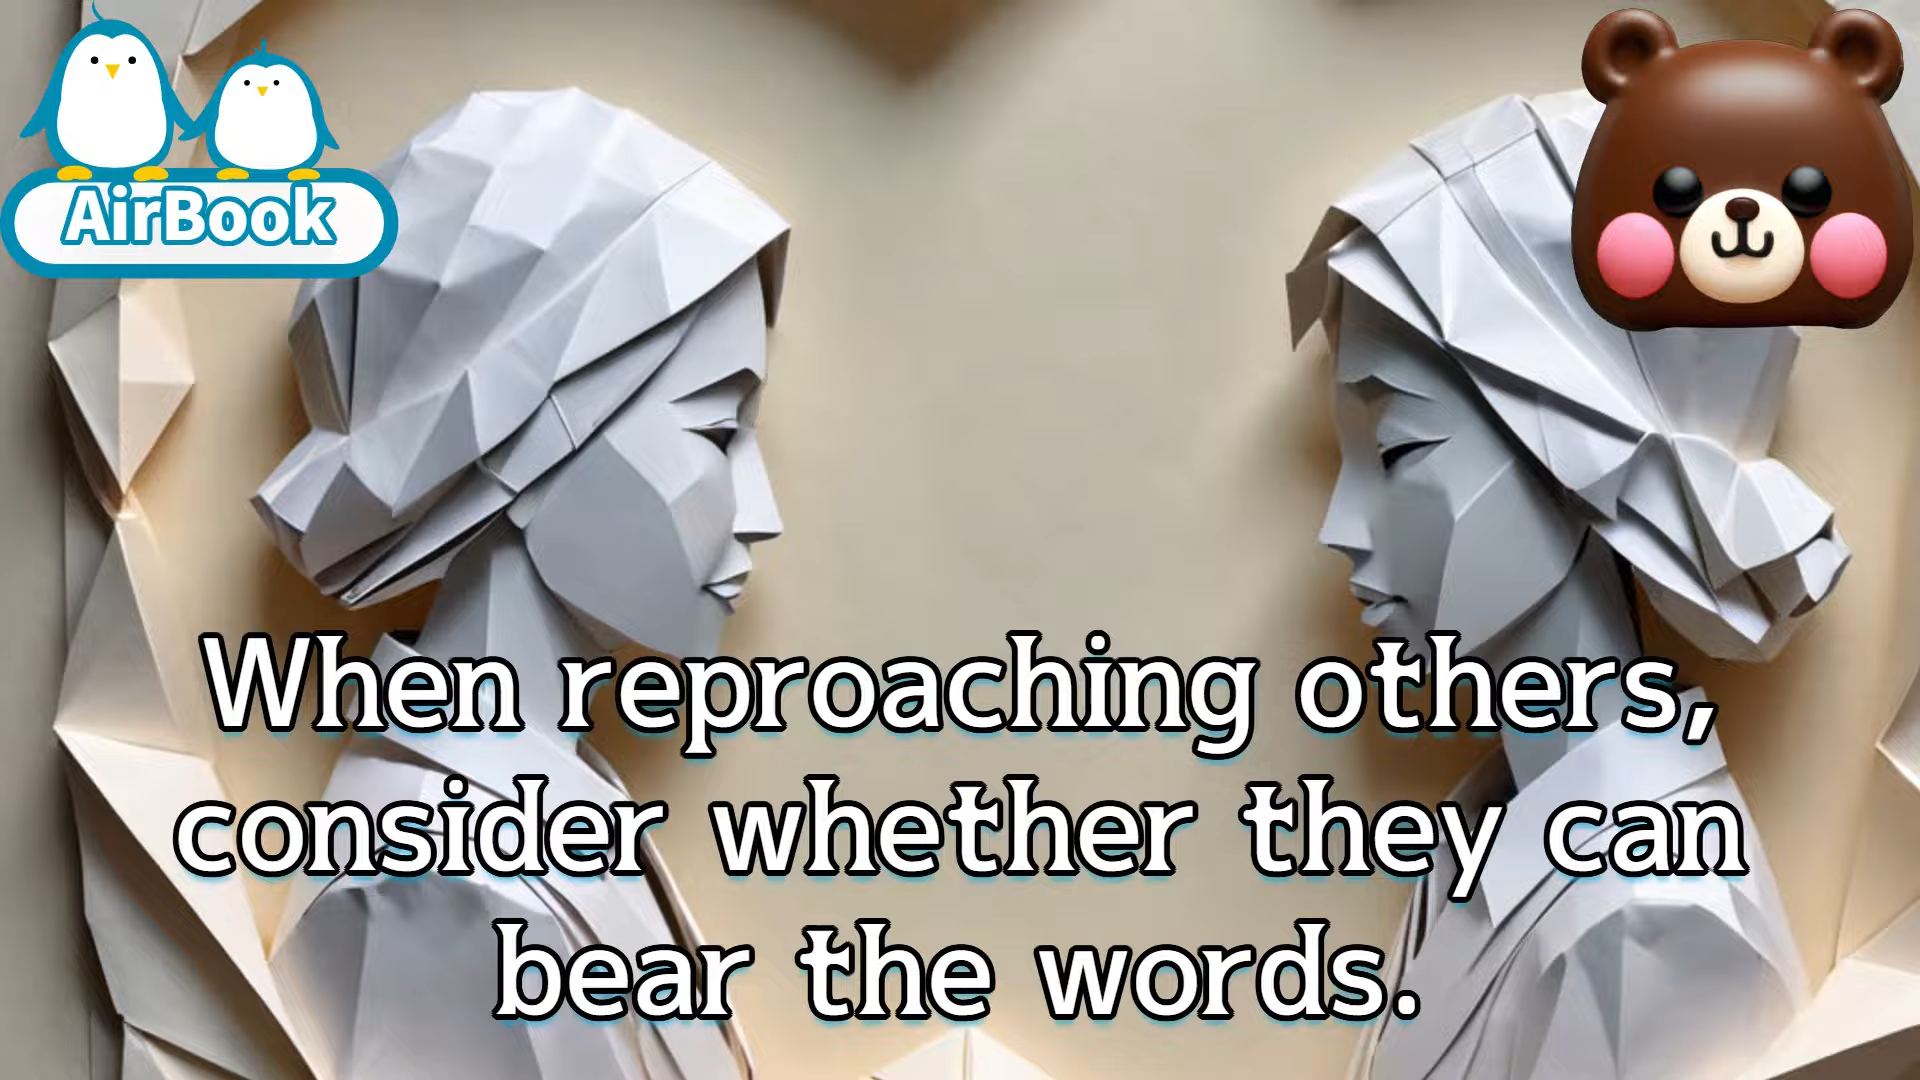 AirBook
When reproaching others,
consider whether they can
bear the words.